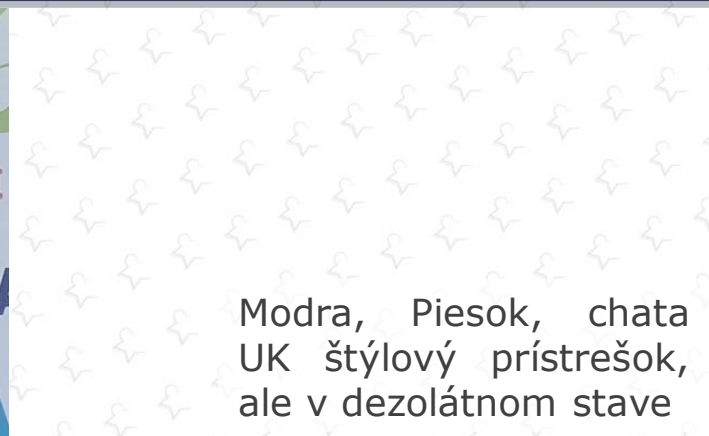 Modra, Piesok, chata
UK štýlový prístrešok,
ale v dezolátnom stave